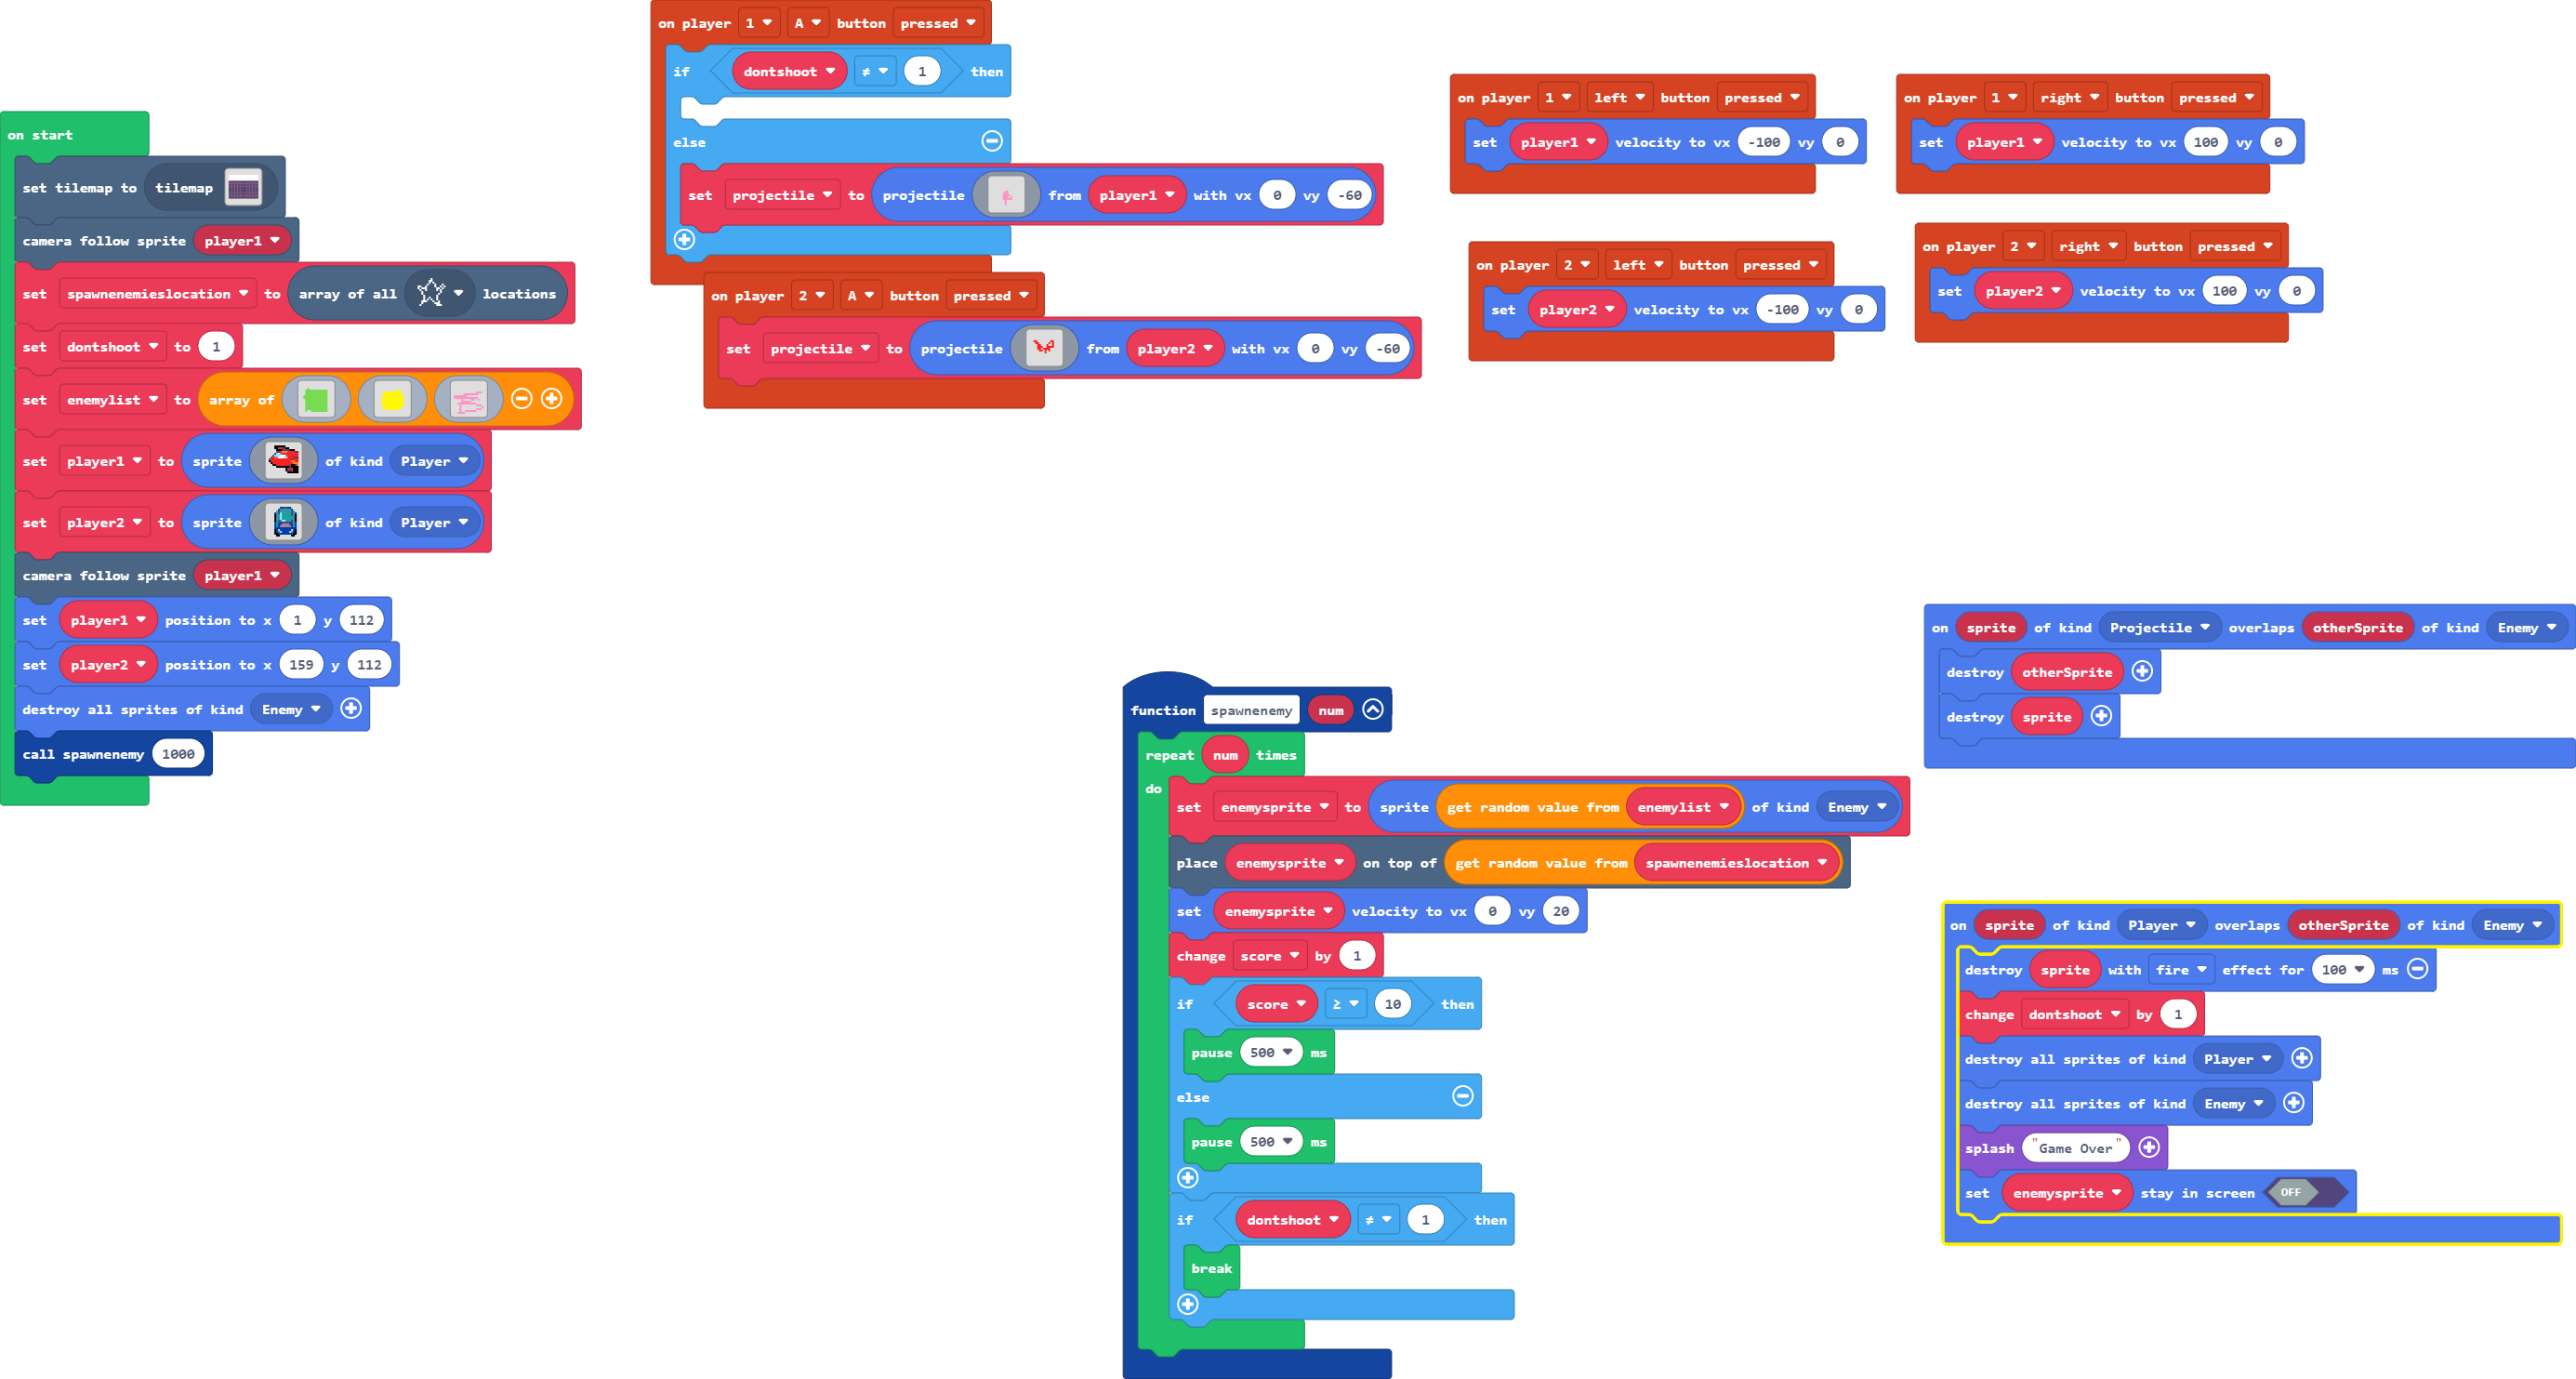 on start
set tilemap to tilemap
camera follow sprite player1
set spawnenemieslocation to array of all locations
set dontshoot to 1
set enemylist to array of
set player1 to sprite of kind Player
set player2 to sprite of kind Player
camera follow sprite player1
set player1 position to x 1 y 112
set player2 position to x 159 y 112
destroy all sprites of kind Enemy
call spawnenemy 1000
on player 1 A button pressed
if dontshoot ≠ 1 then
else
set projectile to projectile from player1 with vx 0 vy -60
on player 2 A button pressed
set projectile to projectile from player2 with vx 0 vy -60
on player 1 left button pressed
set player1 velocity to vx -100 vy 0
on player 1 right button pressed
set player1 velocity to vx 100 vy 0
on player 2 left button pressed
set player2 velocity to vx -100 vy 0
on player 2 right button pressed
set player2 velocity to vx 100 vy 0
function spawnenemy num
repeat num times
do
set enemysprite to sprite get random value from enemylist of kind Enemy
place enemysprite on top of get random value from spawnenemieslocation
set enemysprite velocity to vx 0 vy 20
change score by 1
if score ≥ 10 then
pause 500 ms
else
pause 500 ms
if dontshoot ≠ 1 then
break
on sprite of kind Projectile overlaps otherSprite of kind Enemy
destroy otherSprite
destroy sprite
on sprite of kind Player overlaps otherSprite of kind Enemy
destroy sprite with fire effect for 100 ms
change dontshoot by 1
destroy all sprites of kind Player
destroy all sprites of kind Enemy
splash "Game Over"
set enemysprite stay in screen OFF